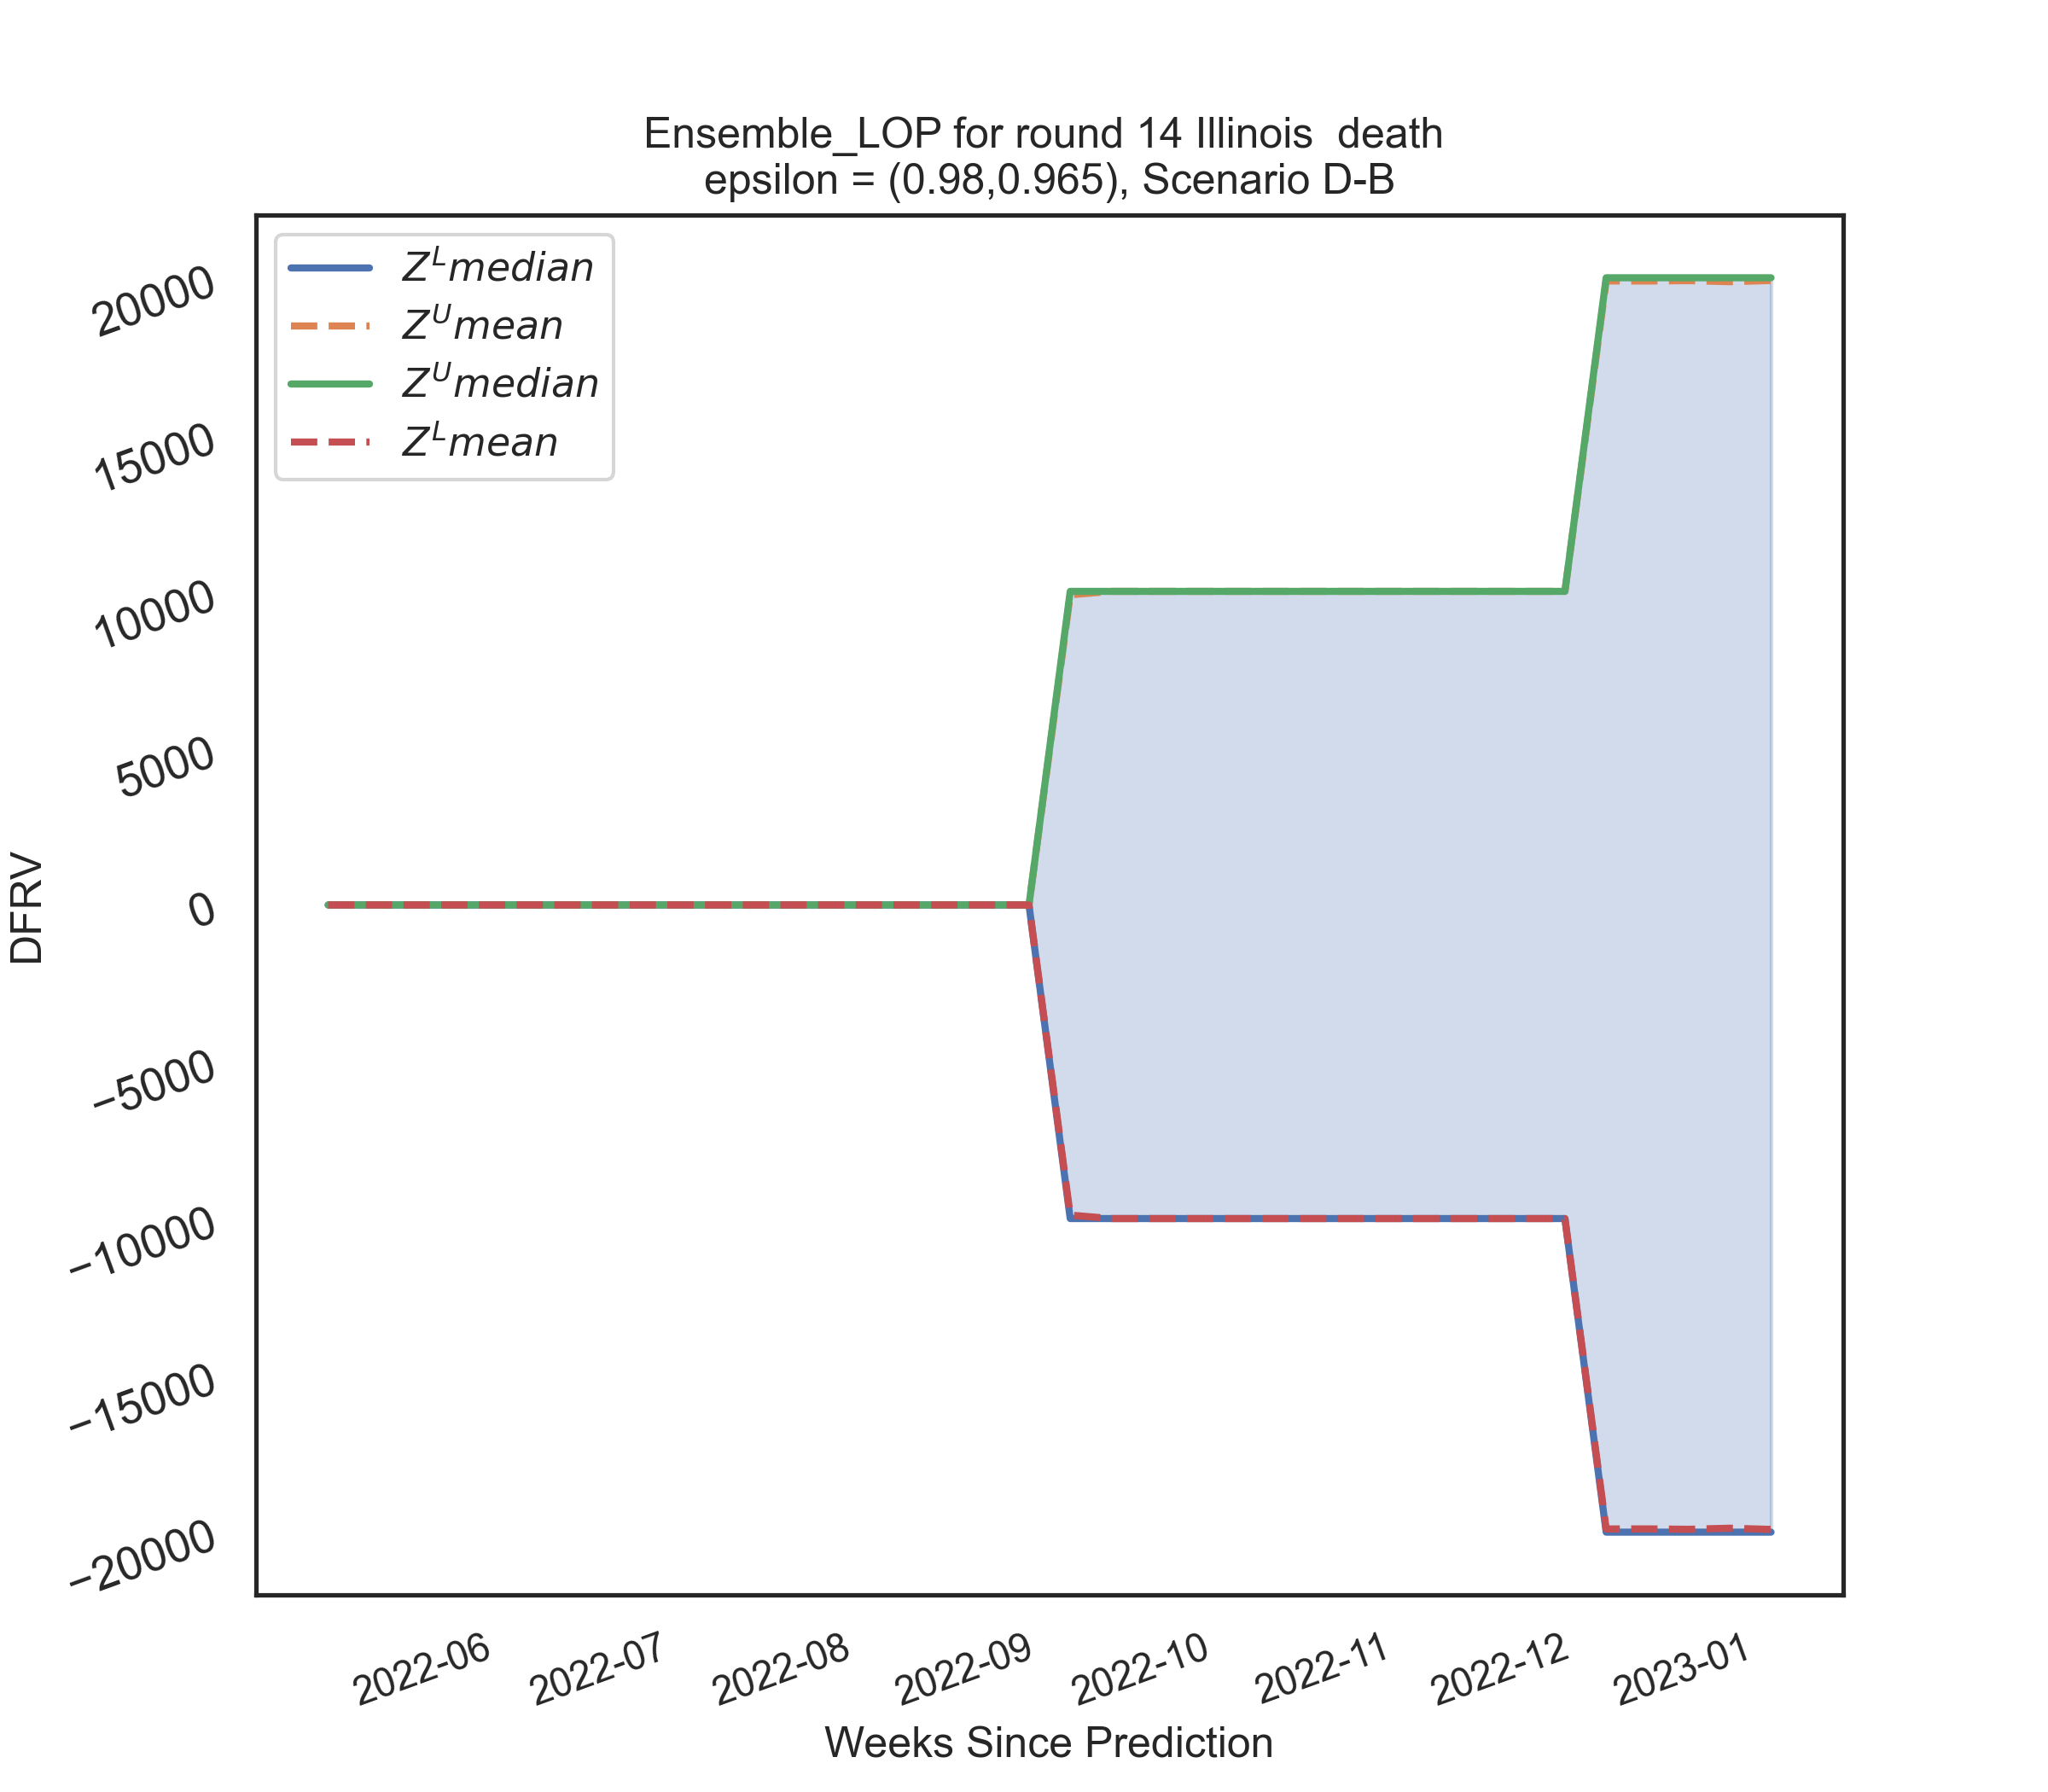 Ensemble_LOP for round 14 Illinois  death
epsilon = (0.98,0.965), Scenario D-B
Z^L median
Z^U mean
Z^U median
Z^L mean
20000
15000
10000
5000
0
−5000
−10000
−15000
−20000
DFRV
2022-06
2022-07
2022-08
2022-09
2022-10
2022-11
2022-12
2023-01
Weeks Since Prediction